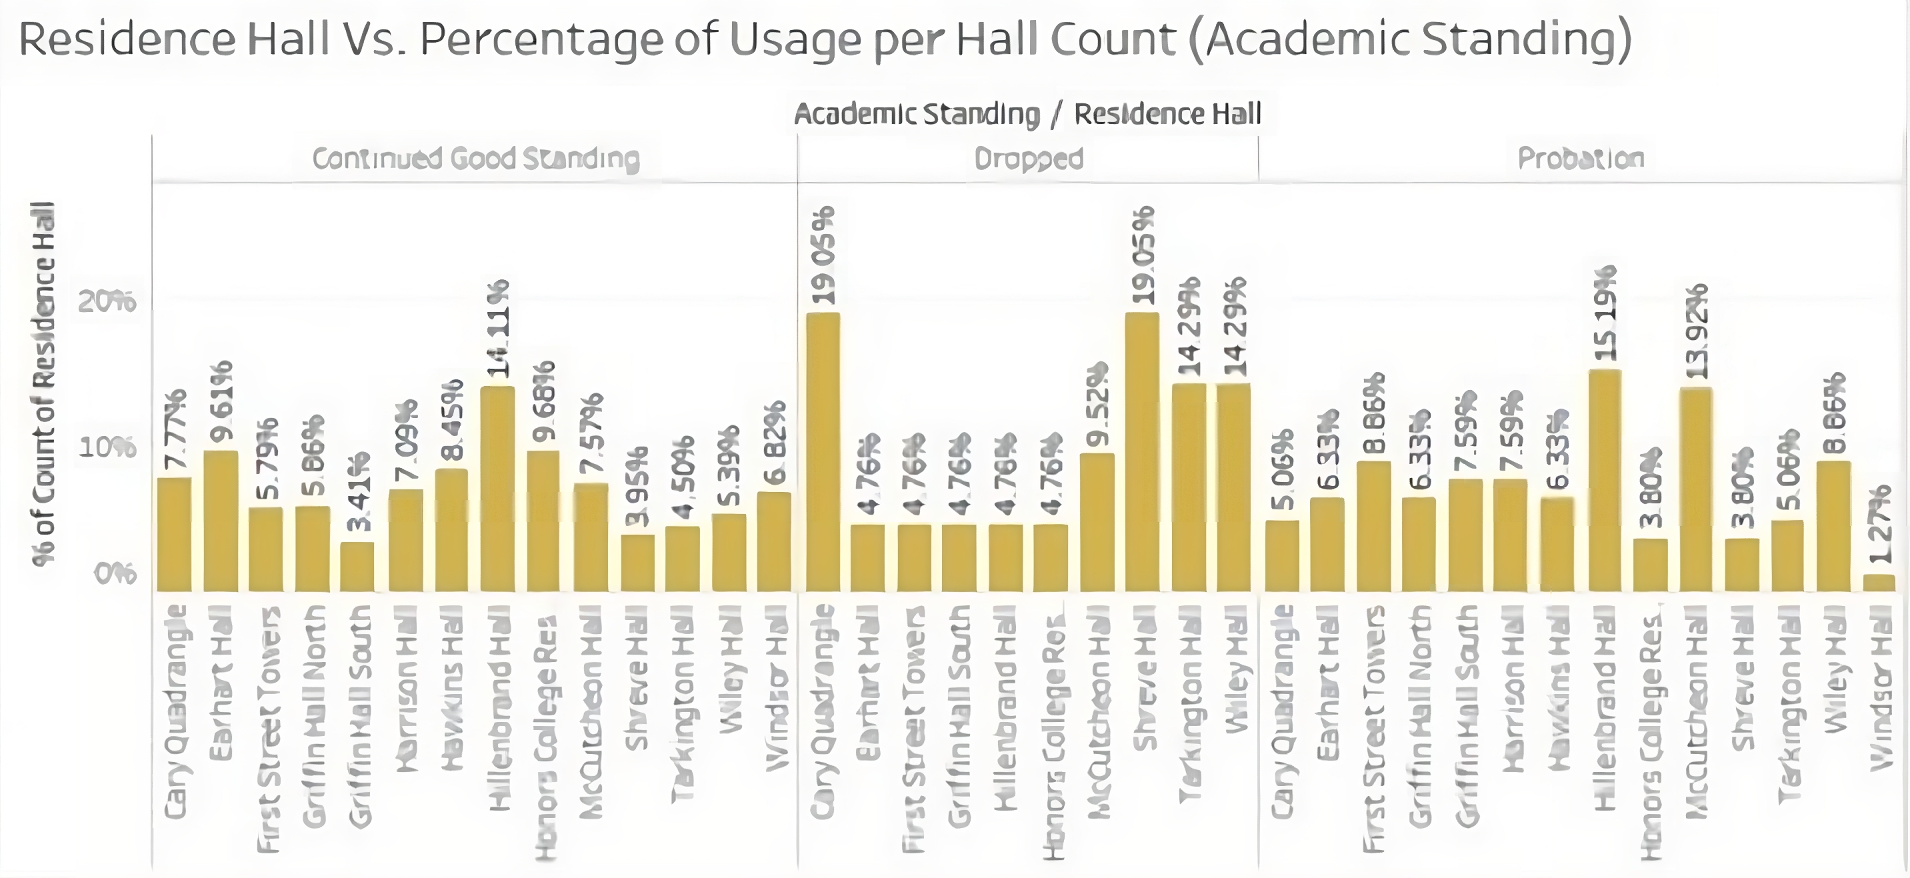 Residence Hall Vs. Percentage of Usage per Hall Count (Academic Standing)
Academic Standing / Residence Hall
Continued Good Standing
Dropped
Probation
% of Count of Residence Hall
20%
10%
0%
7.77%
9.61%
5.79%
5.86%
3.41%
7.09%
8.45%
14.11%
9.68%
7.57%
3.95%
4.50%
5.39%
6.82%
19.05%
4.76%
4.76%
4.76%
4.76%
4.76%
9.52%
19.05%
14.29%
14.29%
5.06%
6.33%
8.86%
6.33%
7.59%
7.59%
6.33%
15.19%
3.80%
13.92%
3.80%
5.06%
8.86%
1.27%
Cary Quadrangle
Earhart Hall
First Street Towers
Griffin Hall North
Griffin Hall South
Harrison Hall
Hawkins Hall
Hillenbrand Hall
Honors College Res.
McCutcheon Hall
Shreve Hall
Tarkington Hall
Wiley Hall
Windsor Hall
Cary Quadrangle
Earhart Hall
First Street Towers
Griffin Hall South
Hillenbrand Hall
Honors College Res.
McCutcheon Hall
Shreve Hall
Tarkington Hall
Wiley Hall
Cary Quadrangle
Earhart Hall
First Street Towers
Griffin Hall North
Griffin Hall South
Harrison Hall
Hawkins Hall
Hillenbrand Hall
Honors College Res.
McCutcheon Hall
Shreve Hall
Tarkington Hall
Wiley Hall
Windsor Hall